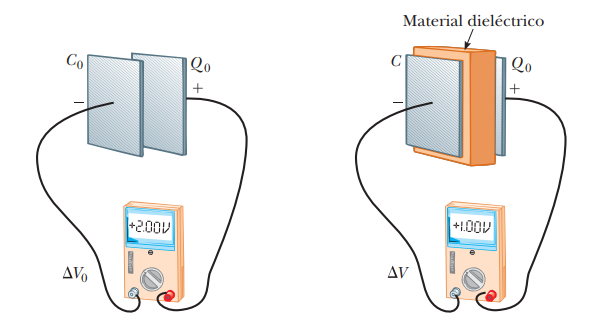 Material dieléctrico
C₀
Q₀
−
+
+2.00V
ΔV₀
C
Q₀
−
+
+1.00V
ΔV